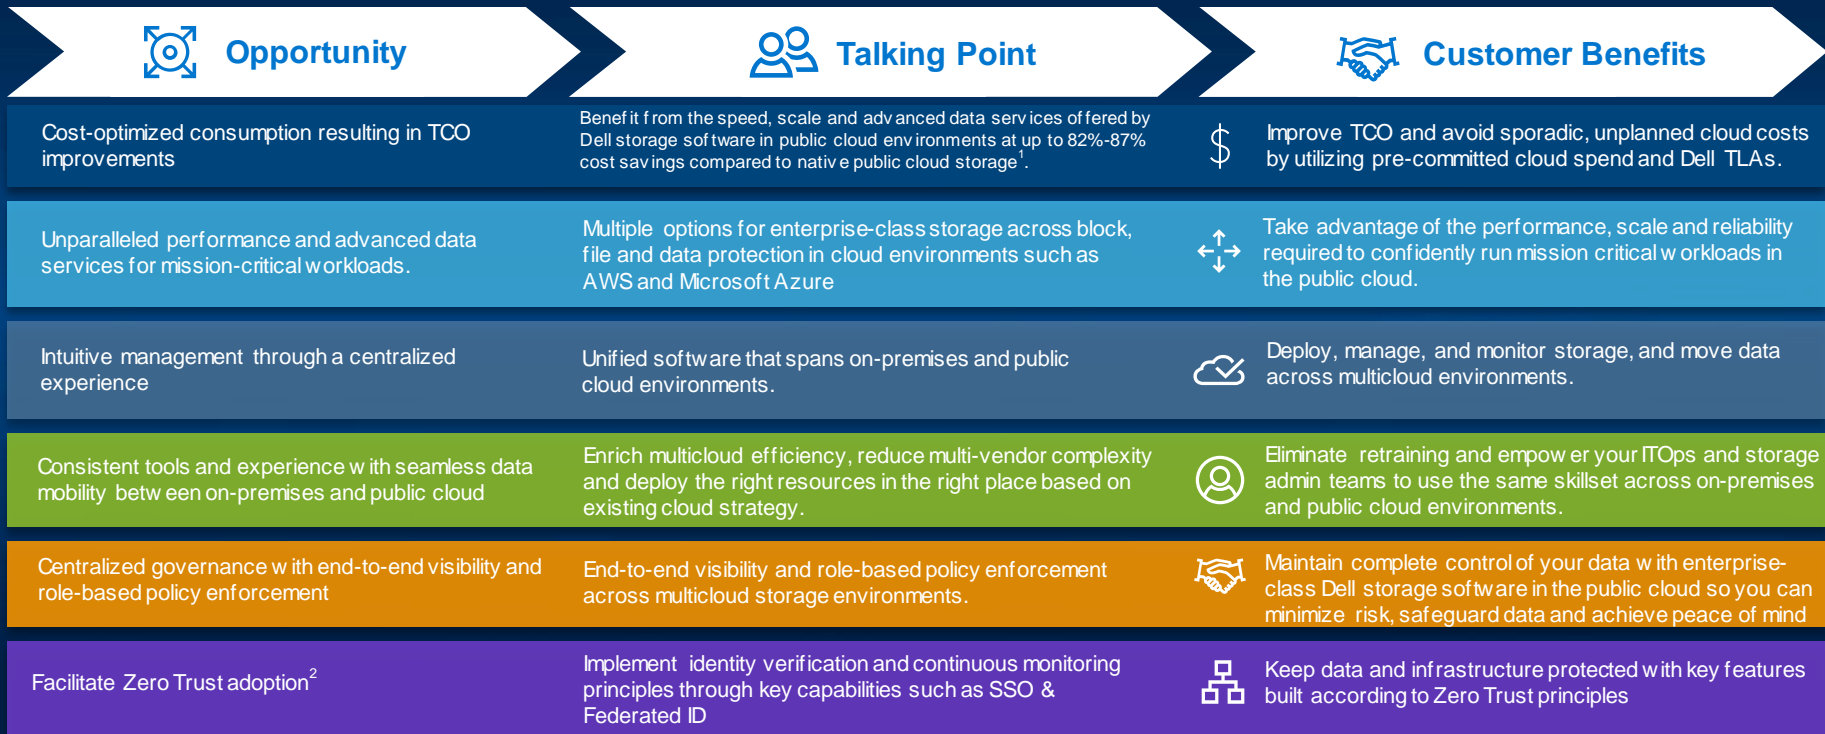 Opportunity
Talking Point
Customer Benefits
Cost-optimized consumption resulting in TCO
improvements
Benefit from the speed, scale and advanced data services offered by
Dell storage software in public cloud environments at up to 82%-87%
cost savings compared to native public cloud storage1.
Improve TCO and avoid sporadic, unplanned cloud costs
by utilizing pre-committed cloud spend and Dell TLAs.
Unparalleled performance and advanced data
services for mission-critical workloads.
Multiple options for enterprise-class storage across block,
file and data protection in cloud environments such as
AWS and Microsoft Azure
Take advantage of the performance, scale and reliability
required to confidently run mission critical workloads in
the public cloud.
Intuitive management through a centralized
experience
Unified software that spans on-premises and public
cloud environments.
Deploy, manage, and monitor storage, and move data
across multicloud environments.
Consistent tools and experience with seamless data
mobility between on-premises and public cloud
Enrich multicloud efficiency, reduce multi-vendor complexity
and deploy the right resources in the right place based on
existing cloud strategy.
Eliminate retraining and empower your ITOps and storage
admin teams to use the same skillset across on-premises
and public cloud environments.
Centralized governance with end-to-end visibility and
role-based policy enforcement
End-to-end visibility and role-based policy enforcement
across multicloud storage environments.
Maintain complete control of your data with enterprise-
class Dell storage software in the public cloud so you can
minimize risk, safeguard data and achieve peace of mind
Facilitate Zero Trust adoption2
Implement identity verification and continuous monitoring
principles through key capabilities such as SSO &
Federated ID
Keep data and infrastructure protected with key features
built according to Zero Trust principles